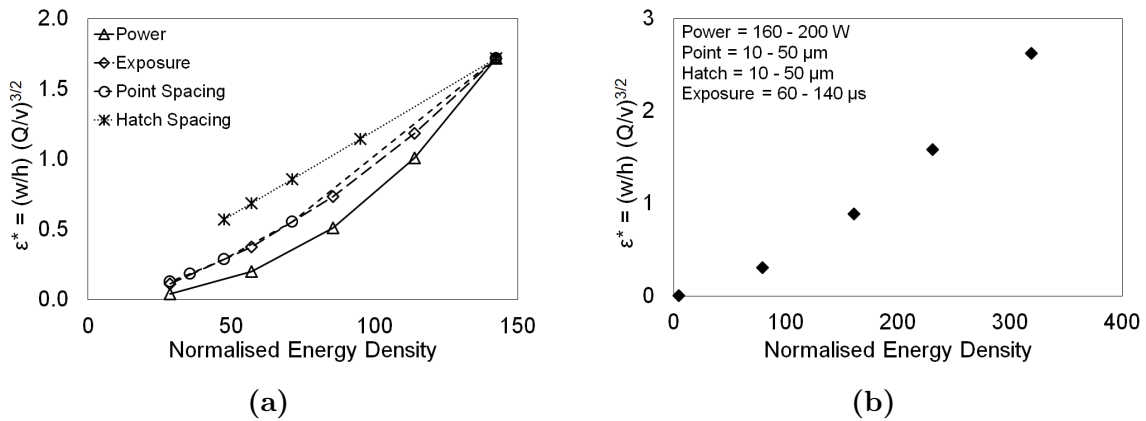 ε* = (w/h) (Q/v)3/2
2.0
1.5
1.0
0.5
0.0
Power
Exposure
Point Spacing
Hatch Spacing
0
50
100
150
Normalised Energy Density
(a)
ε* = (w/h) (Q/v)3/2
3
2
1
0
Power = 160 - 200 W
Point = 10 - 50 µm
Hatch = 10 - 50 µm
Exposure = 60 - 140 µs
0
100
200
300
400
Normalised Energy Density
(b)